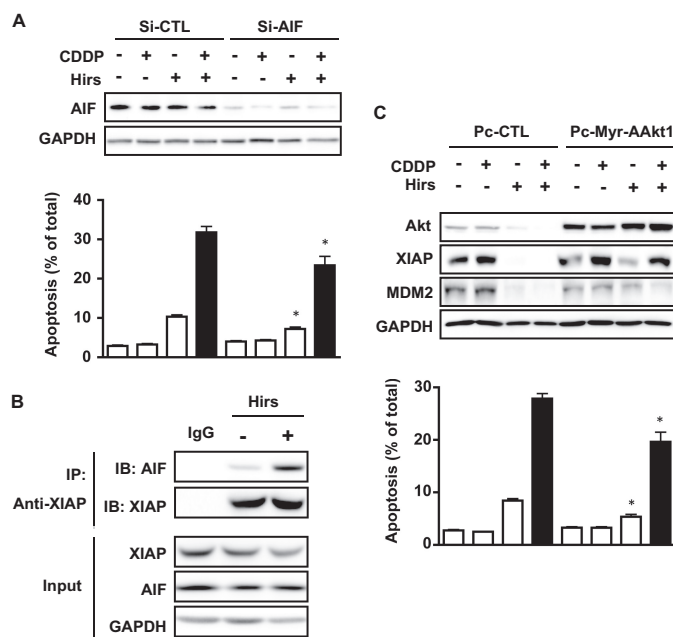 A
Si-CTL Si-AIF
CDDP - + - + - + - +
Hirs - - + + - - + +
AIF
GAPDH
Apoptosis (% of total)
40
30
20
10
0
*
*
B
Hirs
IgG - +
IP:
Anti-XIAP
IB: AIF
IB: XIAP
Input
XIAP
AIF
GAPDH
C
Pc-CTL Pc-Myr-AAkt1
CDDP - + - + - + - +
Hirs - - + + - - + +
Akt
XIAP
MDM2
GAPDH
Apoptosis (% of total)
30
20
10
0
*
*